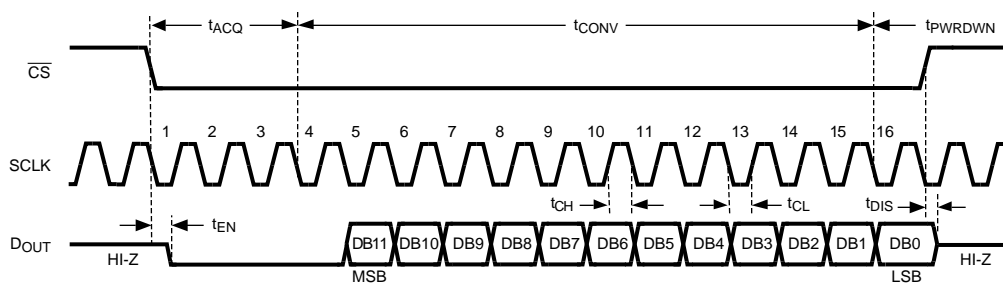 tACQ tCONV tPWRDWN
CS
1 2 3 4 5 6 7 8 9 10 11 12 13 14 15 16
SCLK
tEN tCH tCL tDIS
DOUT DB11 DB10 DB9 DB8 DB7 DB6 DB5 DB4 DB3 DB2 DB1 DB0
HI-Z MSB LSB HI-Z